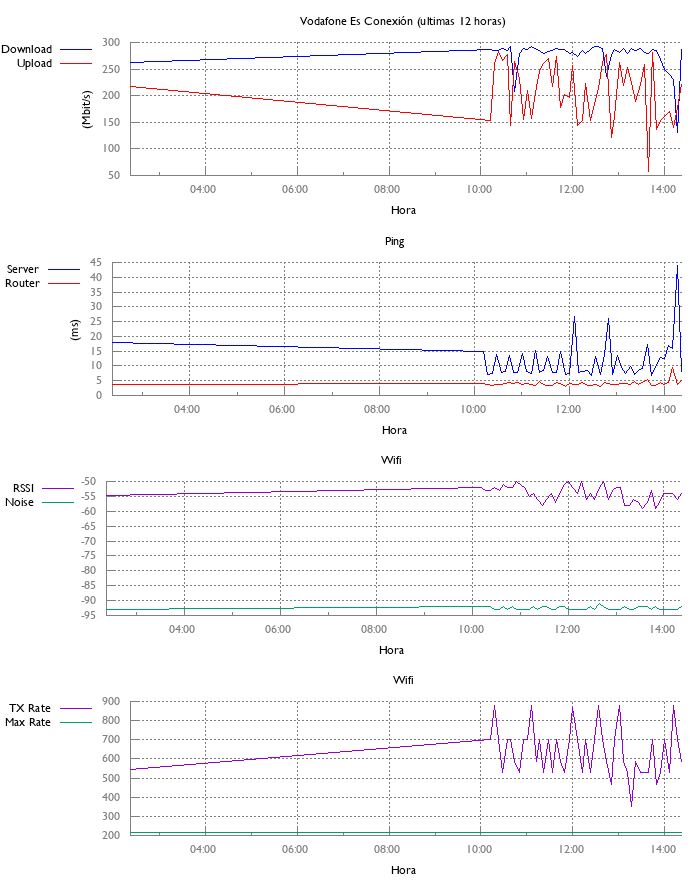 Vodafone Es Conexión (ultimas 12 horas)
Download
Upload
(Mbit/s)
300
250
200
150
100
50
04:00 06:00 08:00 10:00 12:00 14:00
Hora
Ping
Server
Router
(ms)
45
40
35
30
25
20
15
10
5
0
04:00 06:00 08:00 10:00 12:00 14:00
Hora
Wifi
RSSI
Noise
-50
-55
-60
-65
-70
-75
-80
-85
-90
-95
04:00 06:00 08:00 10:00 12:00 14:00
Hora
Wifi
TX Rate
Max Rate
900
800
700
600
500
400
300
200
04:00 06:00 08:00 10:00 12:00 14:00
Hora